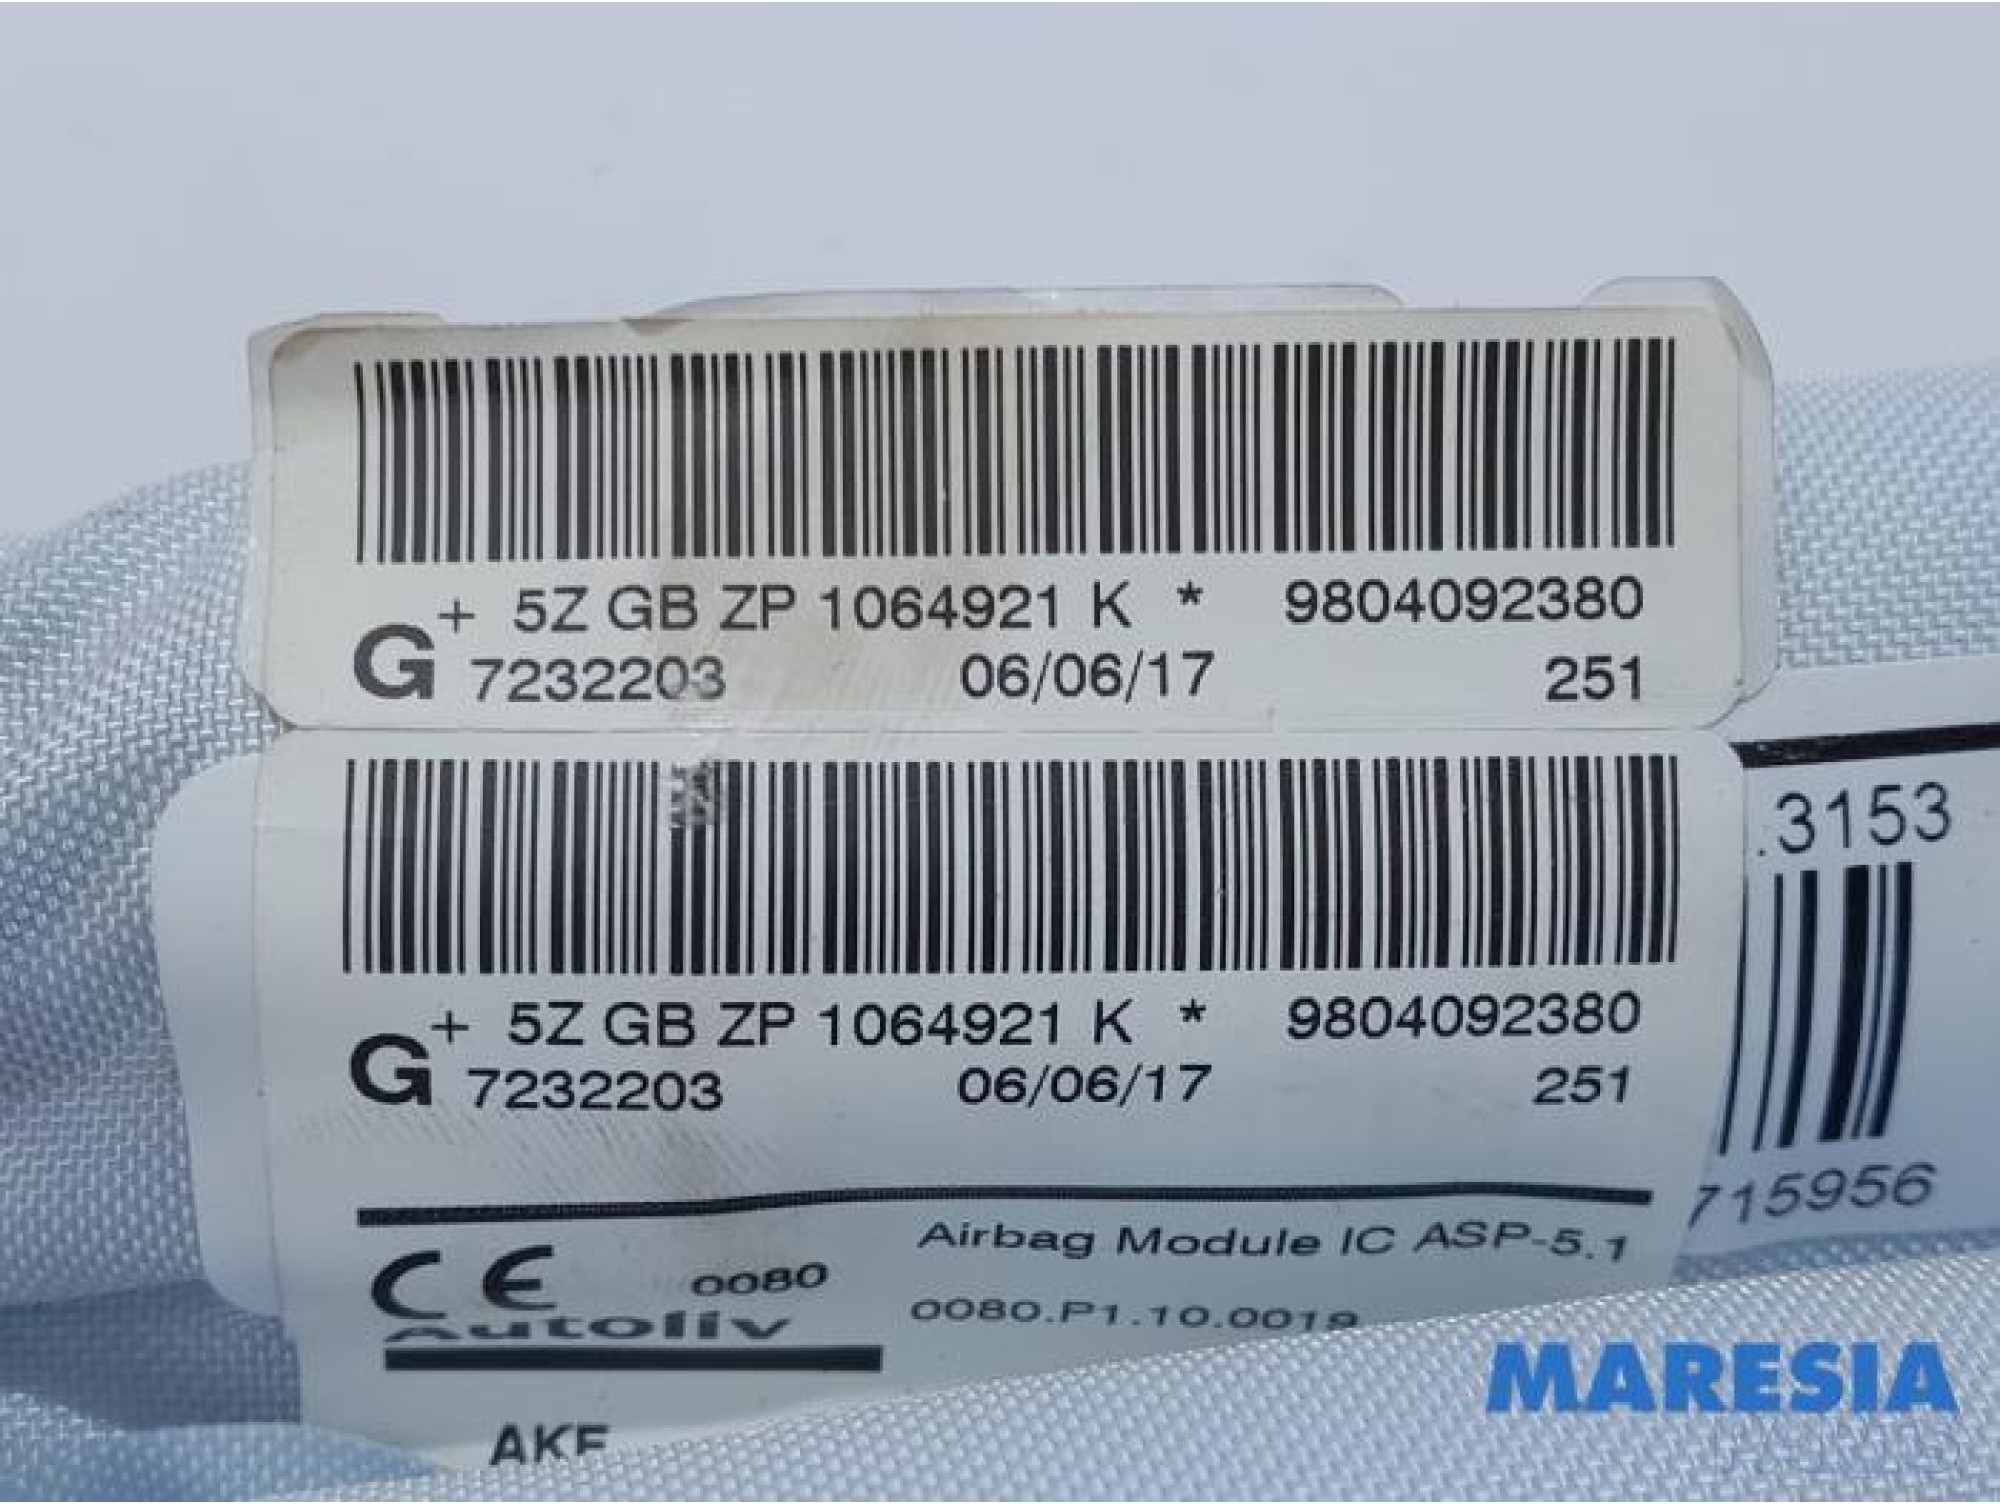 + 5Z GB ZP 1064921 K * 9804092380
G 7232203 06/06/17 251
+ 5Z GB ZP 1064921 K * 9804092380
G 7232203 06/06/17 251
.3153
715956
Airbag Module IC ASP-5.1
CE 0080
0080.P1.10.0019
Autoliv
MARESIA
PARTS